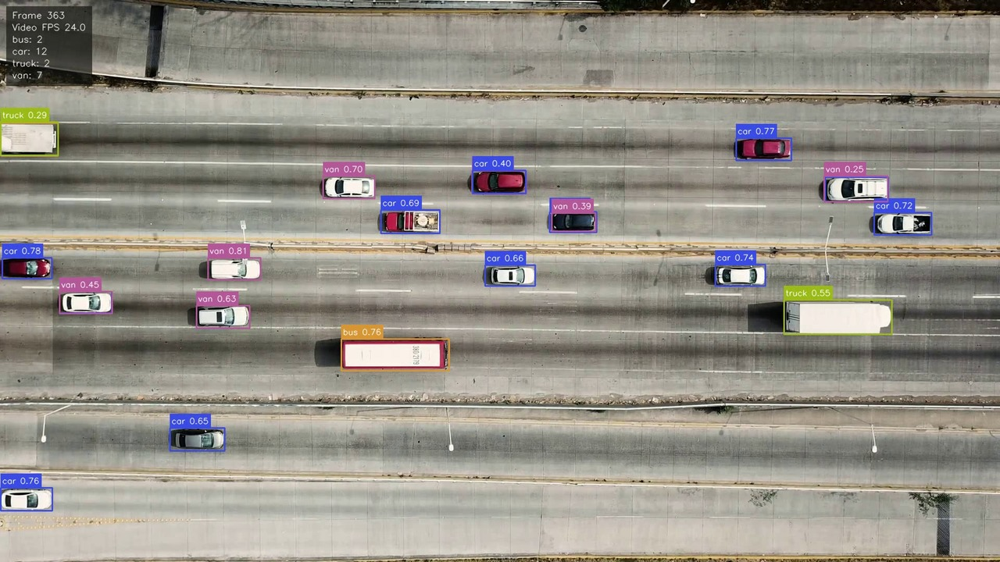 Frame 363
Video FPS 24.0
bus: 2
car: 12
truck: 2
van: 7
truck 0.29
car 0.77
car 0.40
van 0.70
van 0.25
car 0.69
van 0.39
car 0.72
car 0.78
van 0.81
car 0.66
car 0.74
van 0.45
van 0.63
truck 0.55
bus 0.76
380/2179
car 0.65
car 0.76